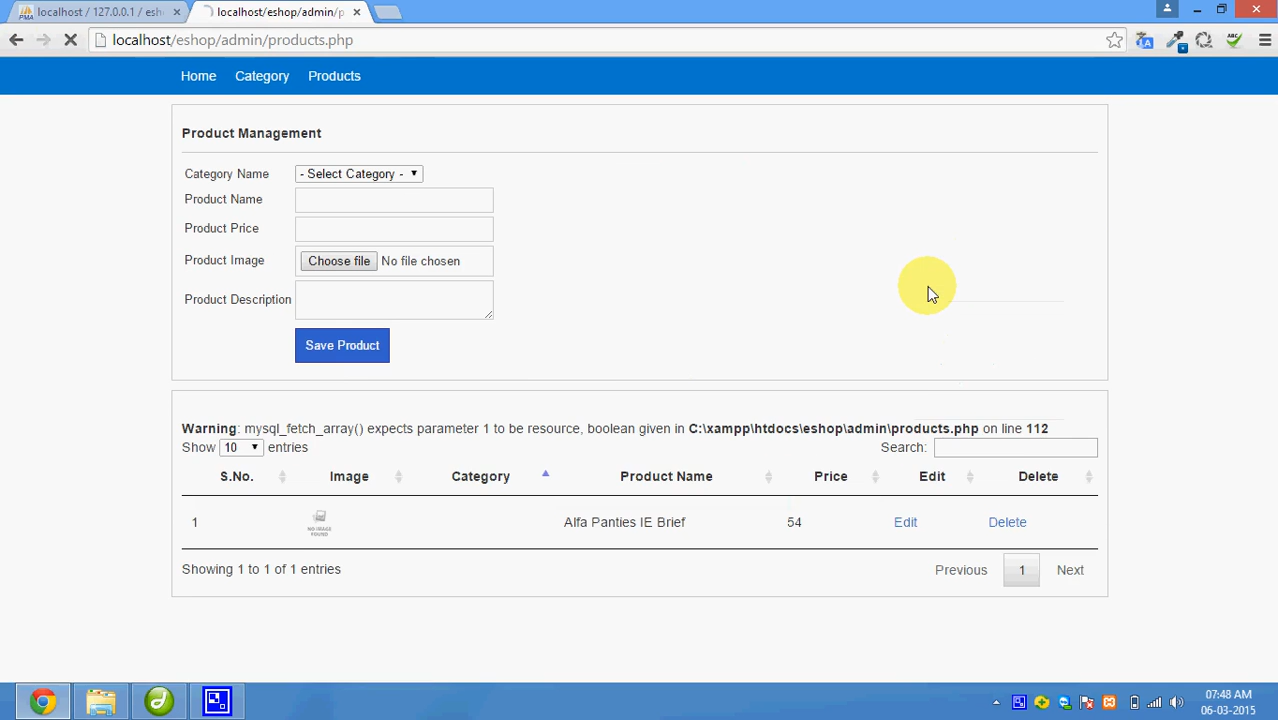 localhost / 127.0.0.1 / esh
localhost/eshop/admin/p
localhost/eshop/admin/products.php
Home Category Products
Product Management
Category Name - Select Category -
Product Name
Product Price
Product Image Choose file No file chosen
Product Description
Save Product
Warning: mysql_fetch_array() expects parameter 1 to be resource, boolean given in C:\xampp\htdocs\eshop\admin\products.php on line 112
Show 10 entries Search:
S.No. Image Category Product Name Price Edit Delete
1 NO IMAGE FOUND Alfa Panties IE Brief 54 Edit Delete
Showing 1 to 1 of 1 entries Previous 1 Next
07:48 AM
06-03-2015